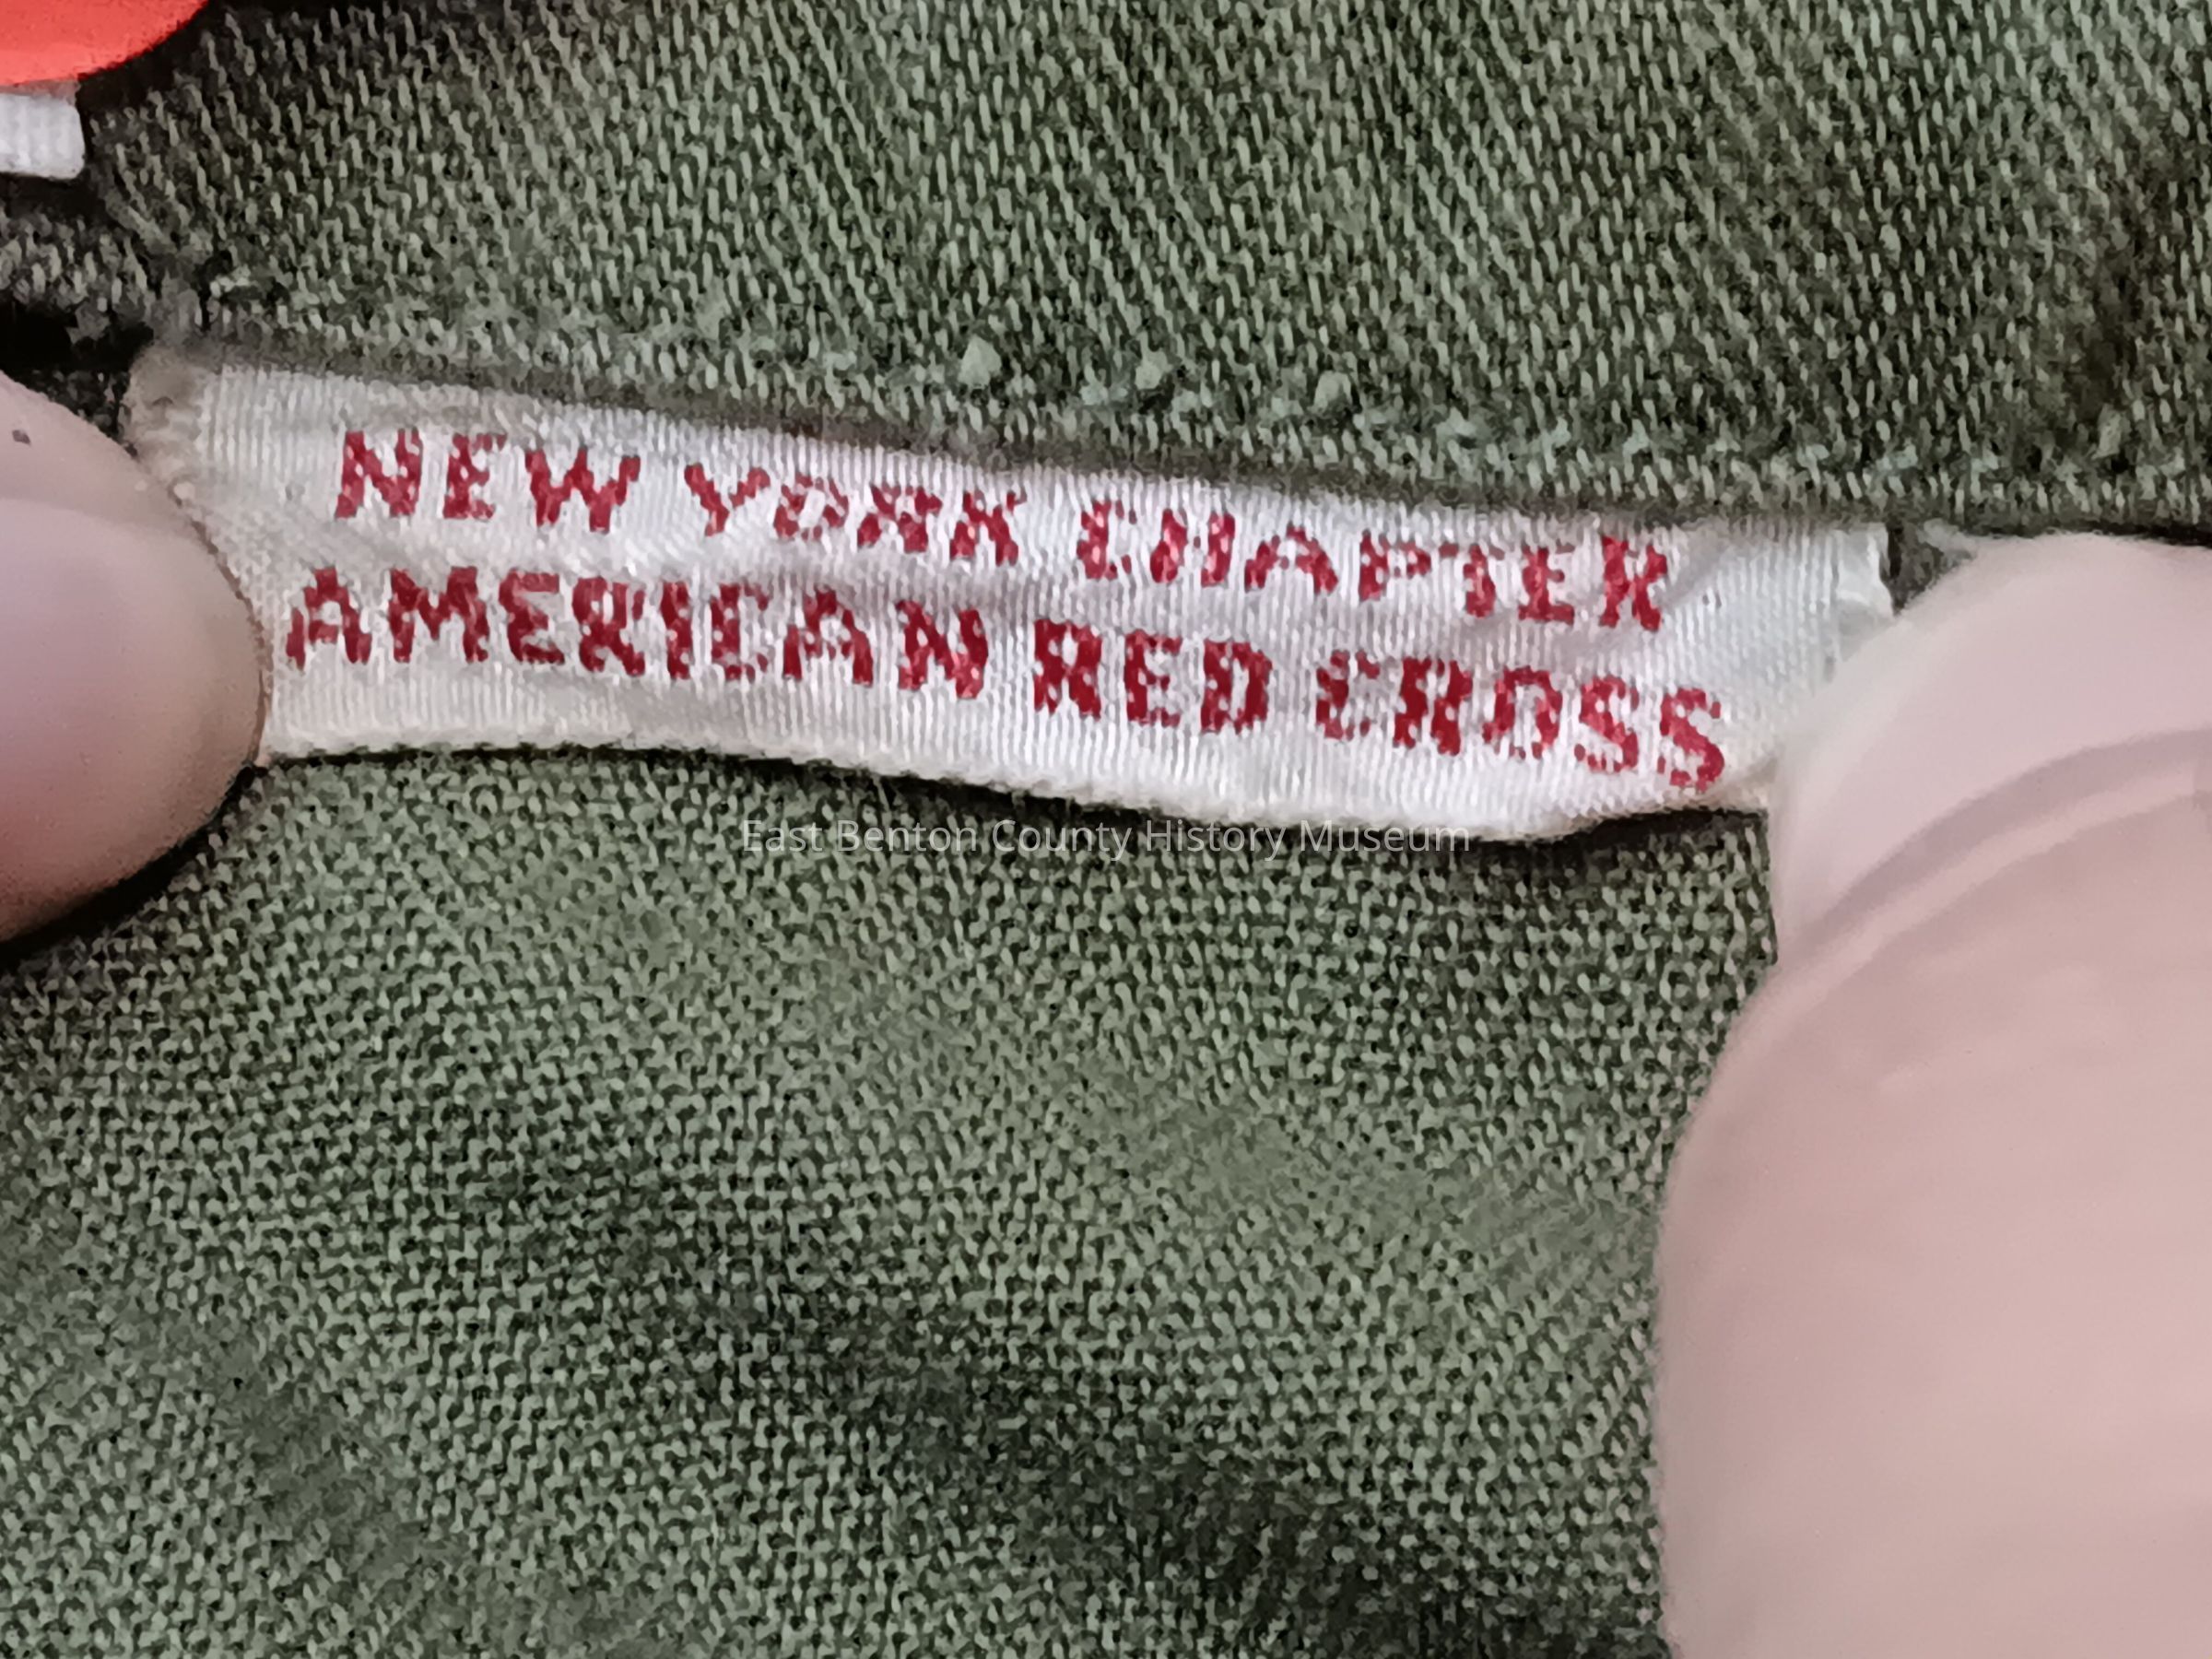 NEW YORK CHAPTER
AMERICAN RED CROSS
East Benton County History Museum